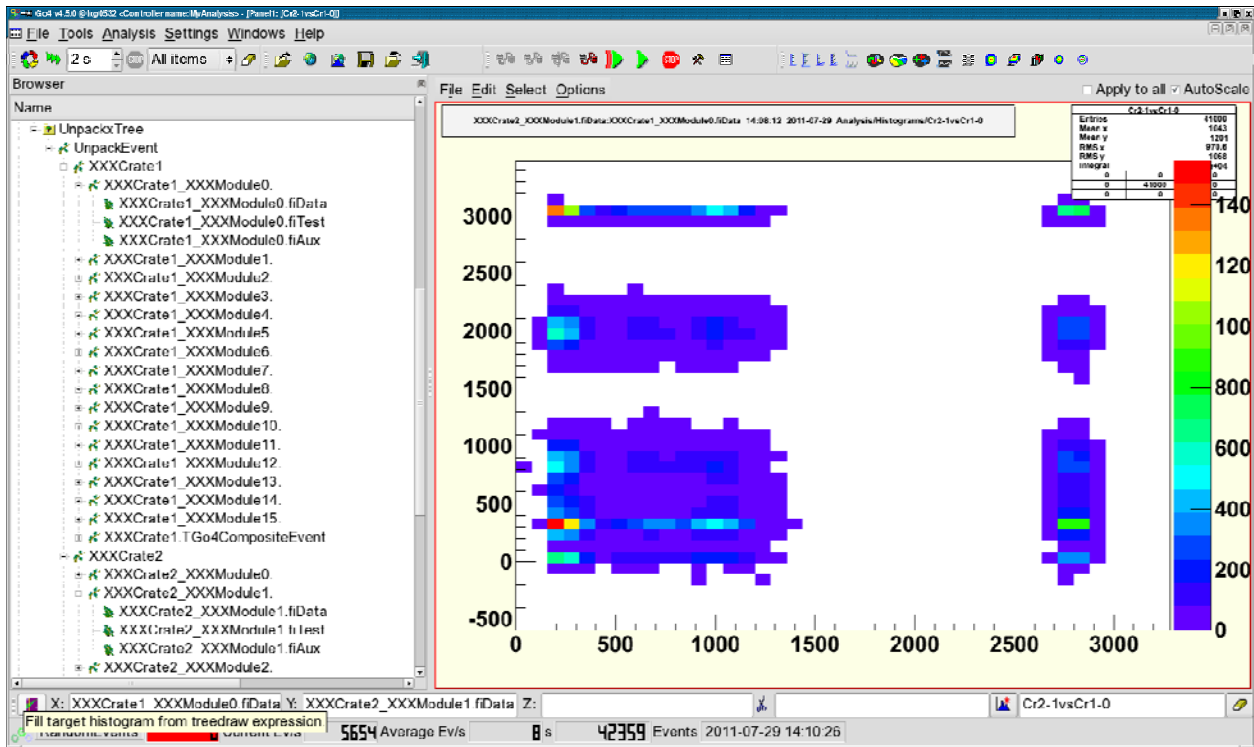 Go4 v4.5.0 @lxg0532 <Controller name:MyAnalysis> - [Panel1: [Cr2-1vsCr1-0]]
File Tools Analysis Settings Windows Help
2 s All items
Browser File Edit Select Options Apply to all AutoScale
Name
UnpackxTree
UnpackEvent
XXXCrate1
XXXCrate1_XXXModule0.
XXXCrate1_XXXModule0.fiData
XXXCrate1_XXXModule0.fiTest
XXXCrate1_XXXModule0.fiAux
XXXCrate1_XXXModule1.
XXXCrate1_XXXModule2.
XXXCrate1_XXXModule3.
XXXCrate1_XXXModule4.
XXXCrate1_XXXModule5
XXXCrate1_XXXModule6.
XXXCrate1_XXXModule7.
XXXCrate1_XXXModule8.
XXXCrate1_XXXModule9.
XXXCrate1_XXXModule10.
XXXCrate1_XXXModule11.
XXXCrate1_XXXModule12.
XXXCrate1_XXXModule13.
XXXCrate1_XXXModule14.
XXXCrate1_XXXModule15.
XXXCrate1.TGo4CompositeEvent
XXXCrate2
XXXCrate2_XXXModule0.
XXXCrate2_XXXModule1.
XXXCrate2_XXXModule1.fiData
XXXCrate2_XXXModule1.fiTest
XXXCrate2_XXXModule1.fiAux
XXXCrate2_XXXModule2.
XXXCrate2_XXXModule1.fiData:XXXCrate1_XXXModule0.fiData 14:08:13 2011-07-29 Analysis/Histograms/Cr2-1vsCr1-0
Cr2-1vsCr1-0
Entries 41000
Mean x 1043
Mean y 1201
RMS x 970.6
RMS y 1068
Integral
0 0 0
0 41000 0
0 0 0
3000
2500
2000
1500
1000
500
0
-500
0 500 1000 1500 2000 2500 3000
140
120
100
800
600
400
200
0
X: XXXCrate1_XXXModule0.fiData Y: XXXCrate2_XXXModule1.fiData Z: Cr2-1vsCr1-0
Fill target histogram from treedraw expression
RandomEvents Current Ev/s 5654 Average Ev/s 8 s 42359 Events 2011-07-29 14:10:26